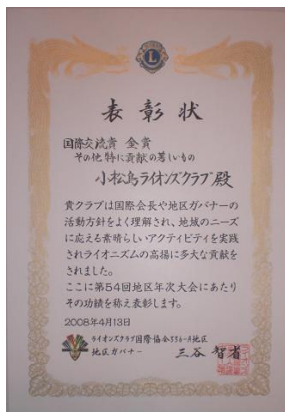 L
表彰状
国際交流賞 金賞
その他特に貢献の著しいもの
小松島ライオンズクラブ殿
貴クラブは国際会長や地区ガバナーの
活動方針をよく理解され、地域のニーズ
に応える素晴らしいアクティビティを実践
されライオニズムの高揚に多大な貢献を
されました。
ここに第54回地区年次大会にあたり
その功績を称え表彰します。
2008年4月13日
ライオンズクラブ国際協会336-A地区
地区ガバナー 三谷 智省